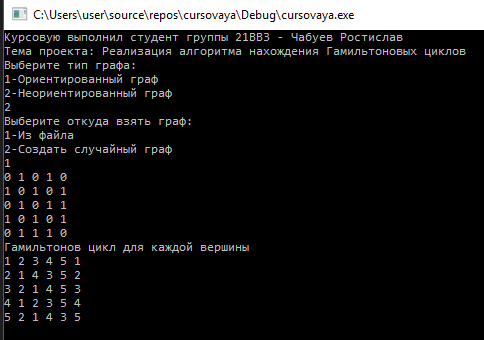 C:\Users\user\source\repos\cursovaya\Debug\cursovaya.exe
Курсовую выполнил студент группы 21ВВ3 - Чабуев Ростислав
Тема проекта: Реализация алгоритма нахождения Гамильтоновых циклов
Выберите тип графа:
1-Ориентированный граф
2-Неориентированный граф
2
Выберите откуда взять граф:
1-Из файла
2-Создать случайный граф
1
0 1 0 1 0
1 0 1 0 1
0 1 0 1 1
1 0 1 0 1
0 1 1 1 0
Гамильтонов цикл для каждой вершины
1 2 3 4 5 1
2 1 4 3 5 2
3 2 1 4 5 3
4 1 2 3 5 4
5 2 1 4 3 5